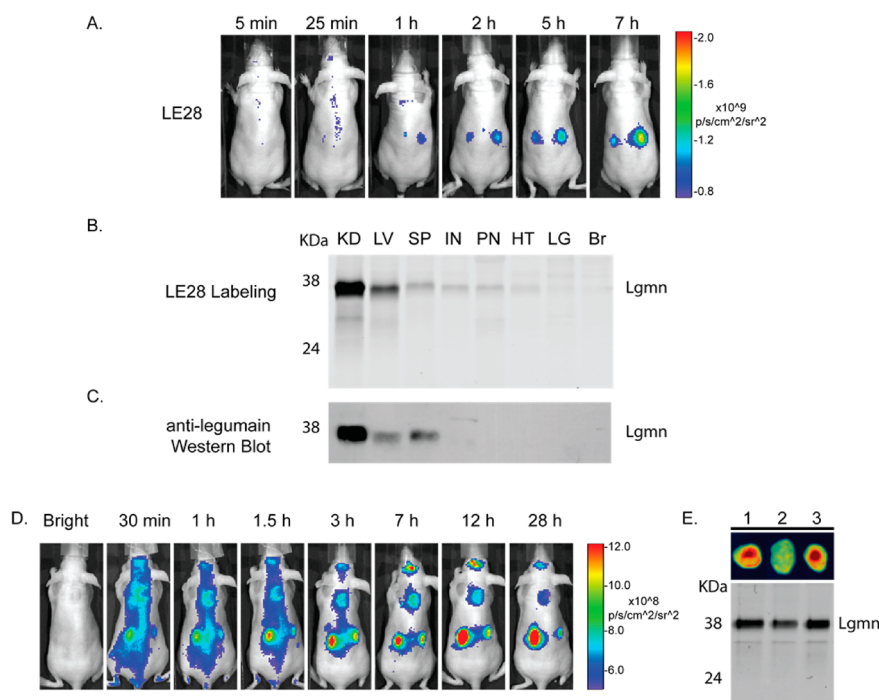 A.
5 min 25 min 1 h 2 h 5 h 7 h
LE28
-2.0
-1.6
x10^9
p/s/cm^2/sr^2
-1.2
-0.8
B.
KDa KD LV SP IN PN HT LG Br
38
LE28 Labeling
Lgmn
24
C.
anti-legumain
Western Blot
38
Lgmn
D.
Bright 30 min 1 h 1.5 h 3 h 7 h 12 h 28 h
12.0
10.0
x10^8
p/s/cm^2/sr^2
8.0
6.0
E.
1 2 3
KDa
38
Lgmn
24